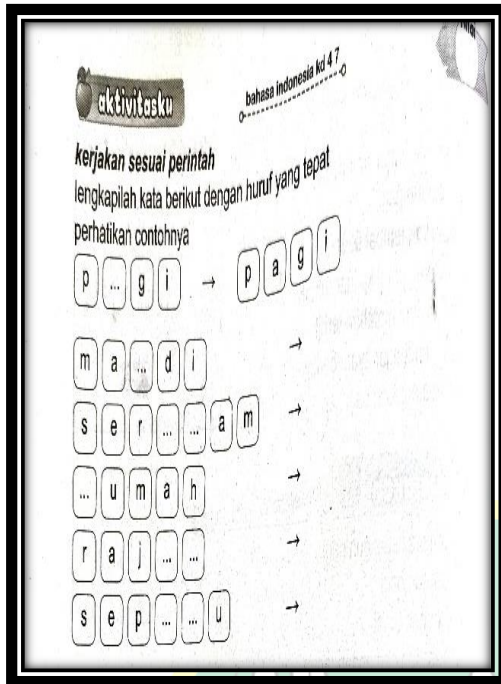 aktivitasku
bahasa indonesia kd 4 7
kerjakan sesuai perintah
lengkapilah kata berikut dengan huruf yang tepat
perhatikan contohnya
p ... g i → p a g i
m a ... d i →
s e r ... ... a m →
... u m a h →
r a j ... ... →
s e p ... ... u →